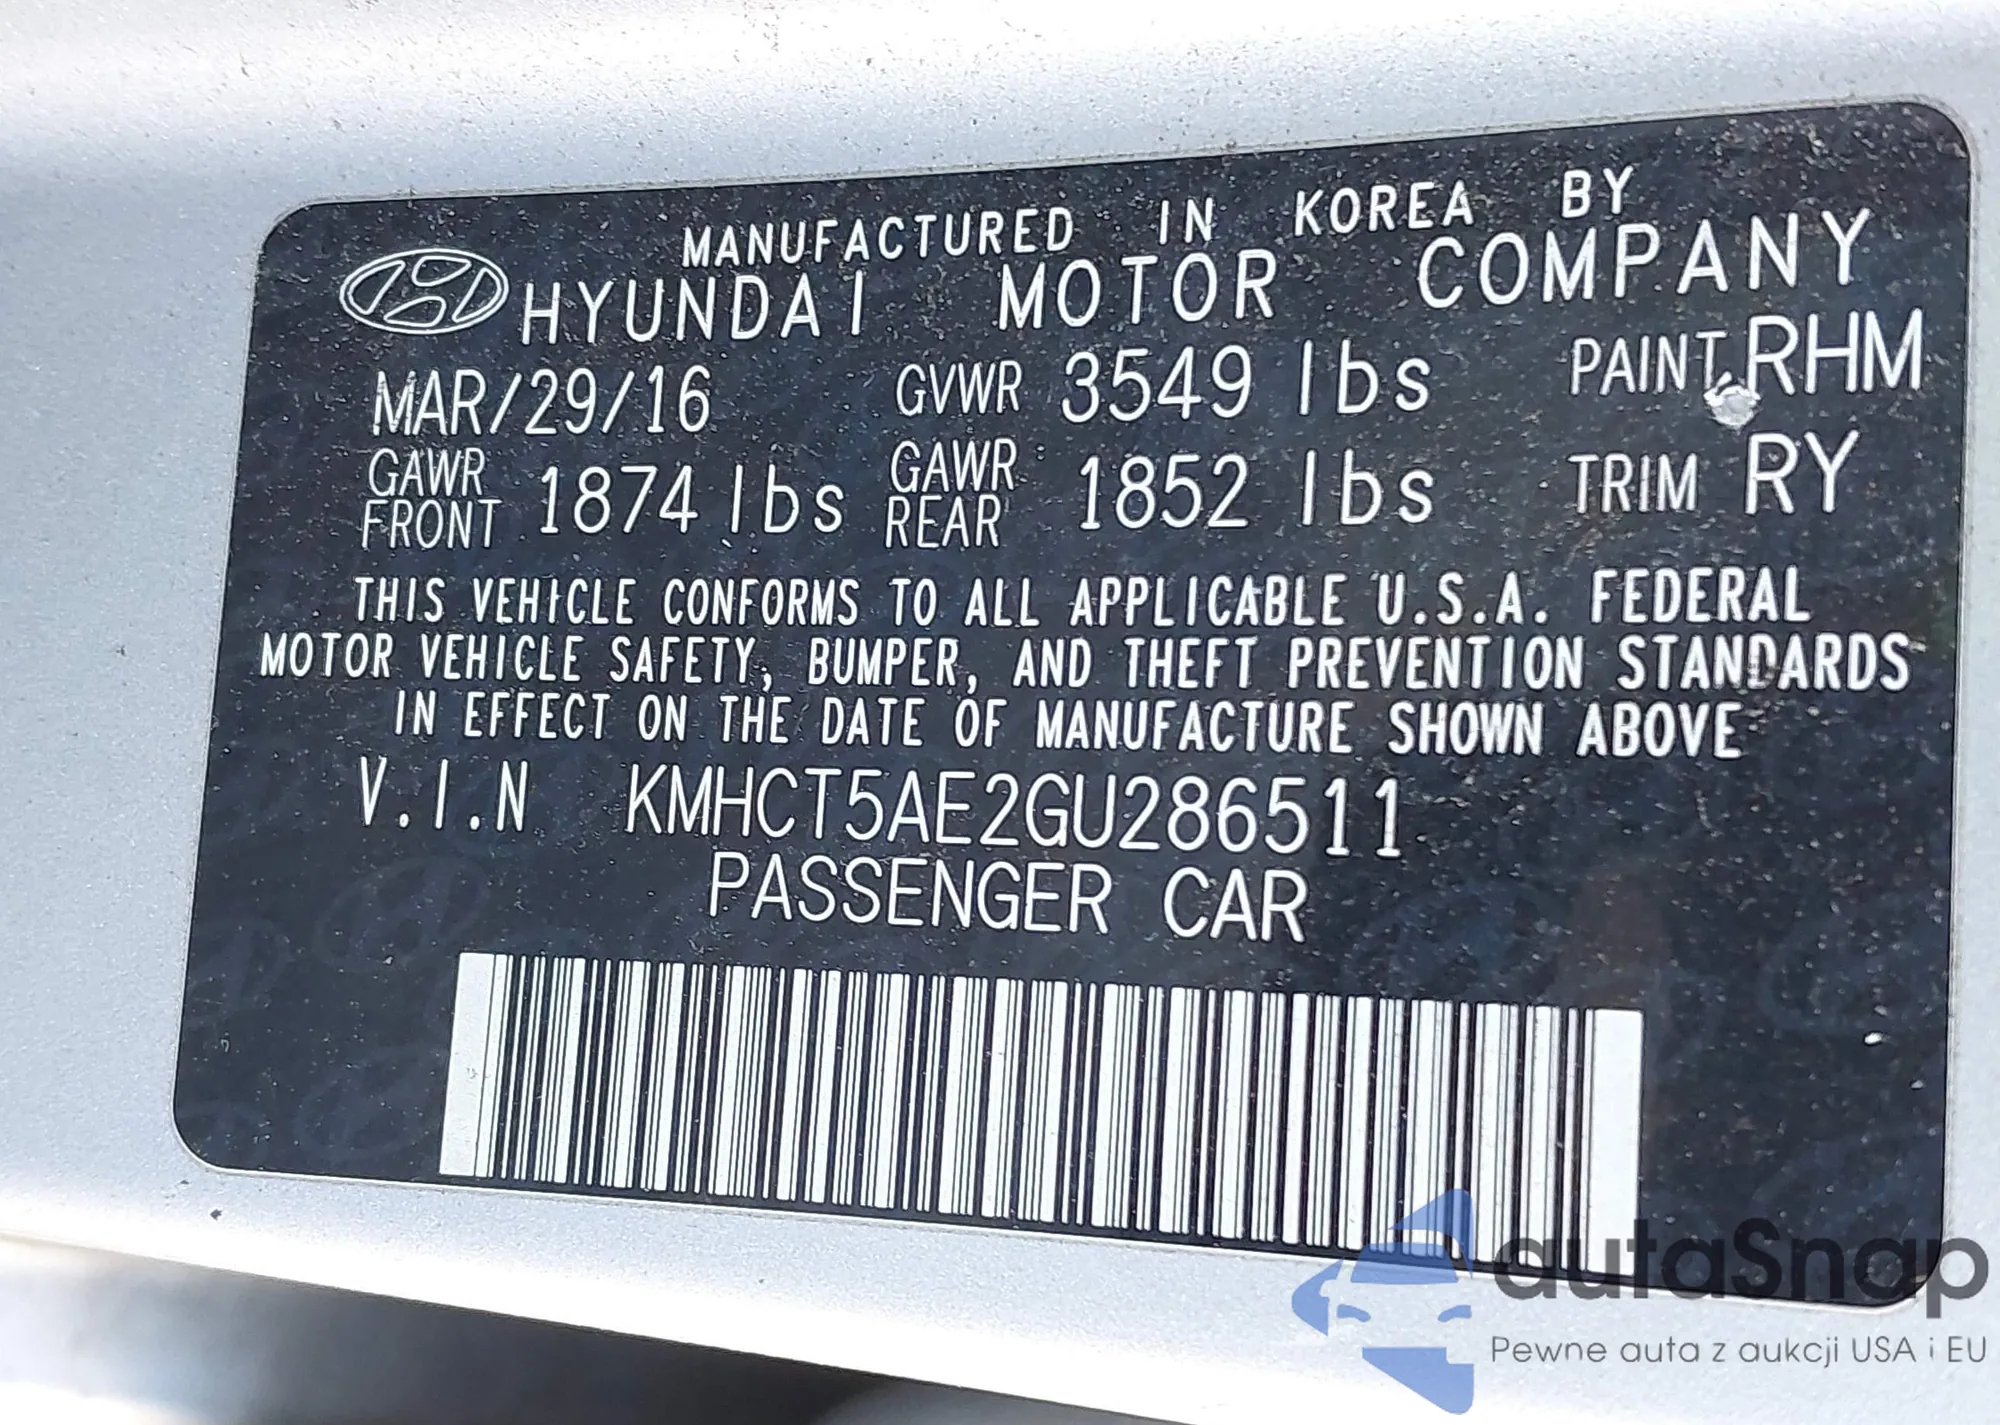 MANUFACTURED IN KOREA BY
HYUNDAI MOTOR COMPANY
MAR/29/16 GVWR 3549 lbs PAINT RHM
GAWR FRONT 1874 lbs GAWR REAR 1852 lbs TRIM RY
THIS VEHICLE CONFORMS TO ALL APPLICABLE U.S.A. FEDERAL
MOTOR VEHICLE SAFETY, BUMPER, AND THEFT PREVENTION STANDARDS
IN EFFECT ON THE DATE OF MANUFACTURE SHOWN ABOVE
V.I.N KMHCT5AE2GU286511
PASSENGER CAR
autaSnap
Pewne auta z aukcji USA i EU